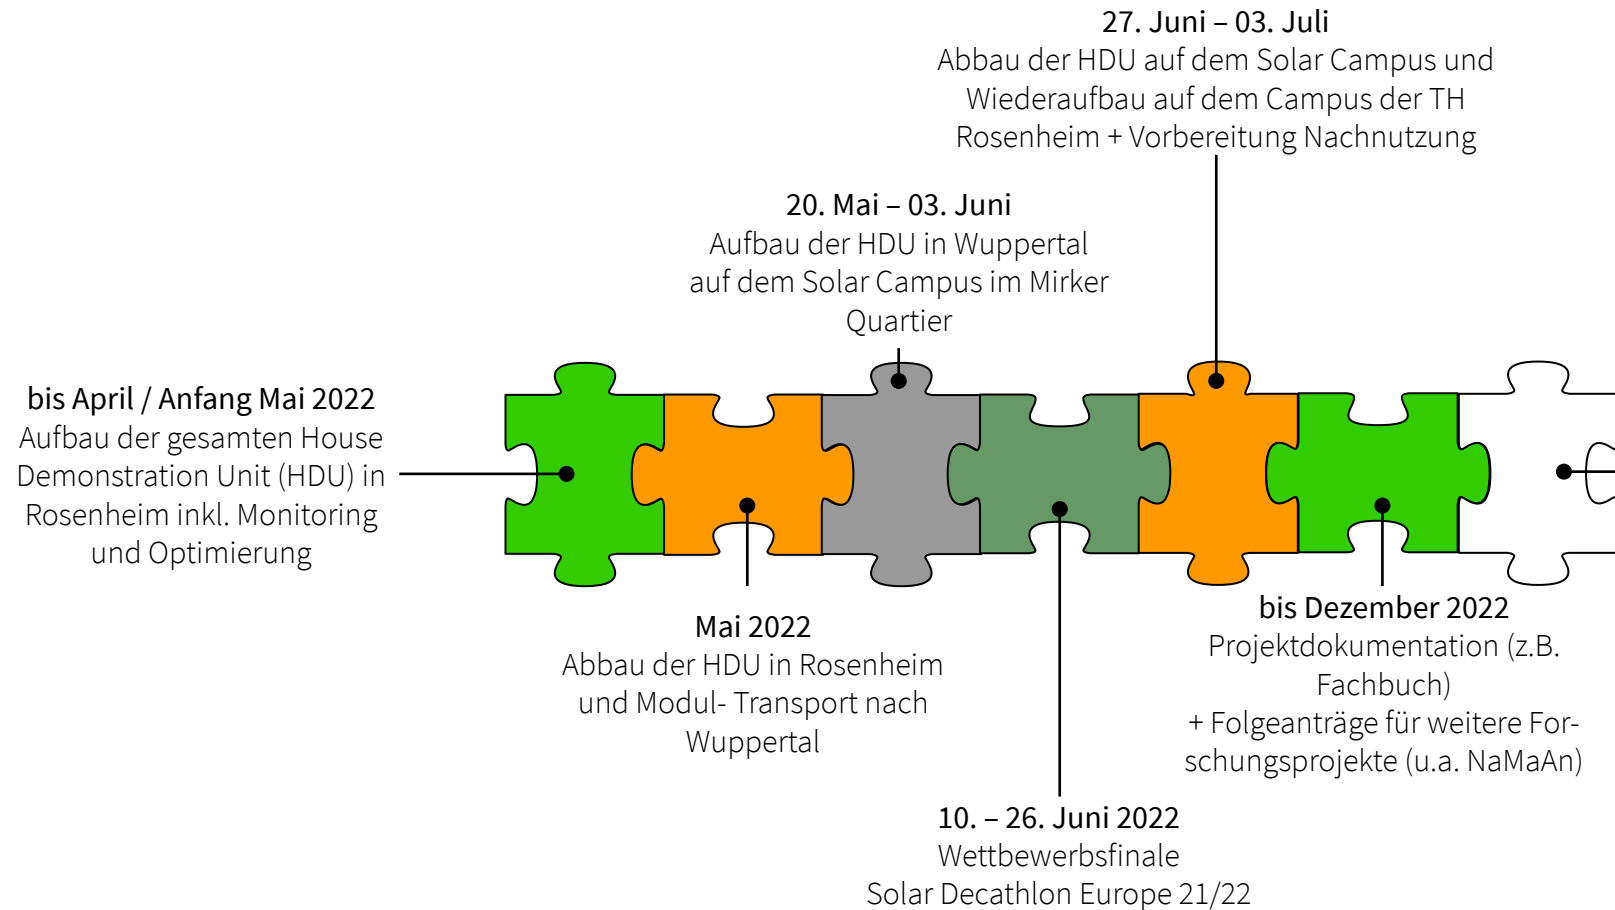 bis April / Anfang Mai 2022
Aufbau der gesamten House
Demonstration Unit (HDU) in
Rosenheim inkl. Monitoring
und Optimierung
Mai 2022
Abbau der HDU in Rosenheim
und Modul- Transport nach
Wuppertal
20. Mai – 03. Juni
Aufbau der HDU in Wuppertal
auf dem Solar Campus im Mirker
Quartier
10. – 26. Juni 2022
Wettbewerbsfinale
Solar Decathlon Europe 21/22
27. Juni – 03. Juli
Abbau der HDU auf dem Solar Campus und
Wiederaufbau auf dem Campus der TH
Rosenheim + Vorbereitung Nachnutzung
bis Dezember 2022
Projektdokumentation (z.B.
Fachbuch)
+ Folgeanträge für weitere For-
schungsprojekte (u.a. NaMaAn)